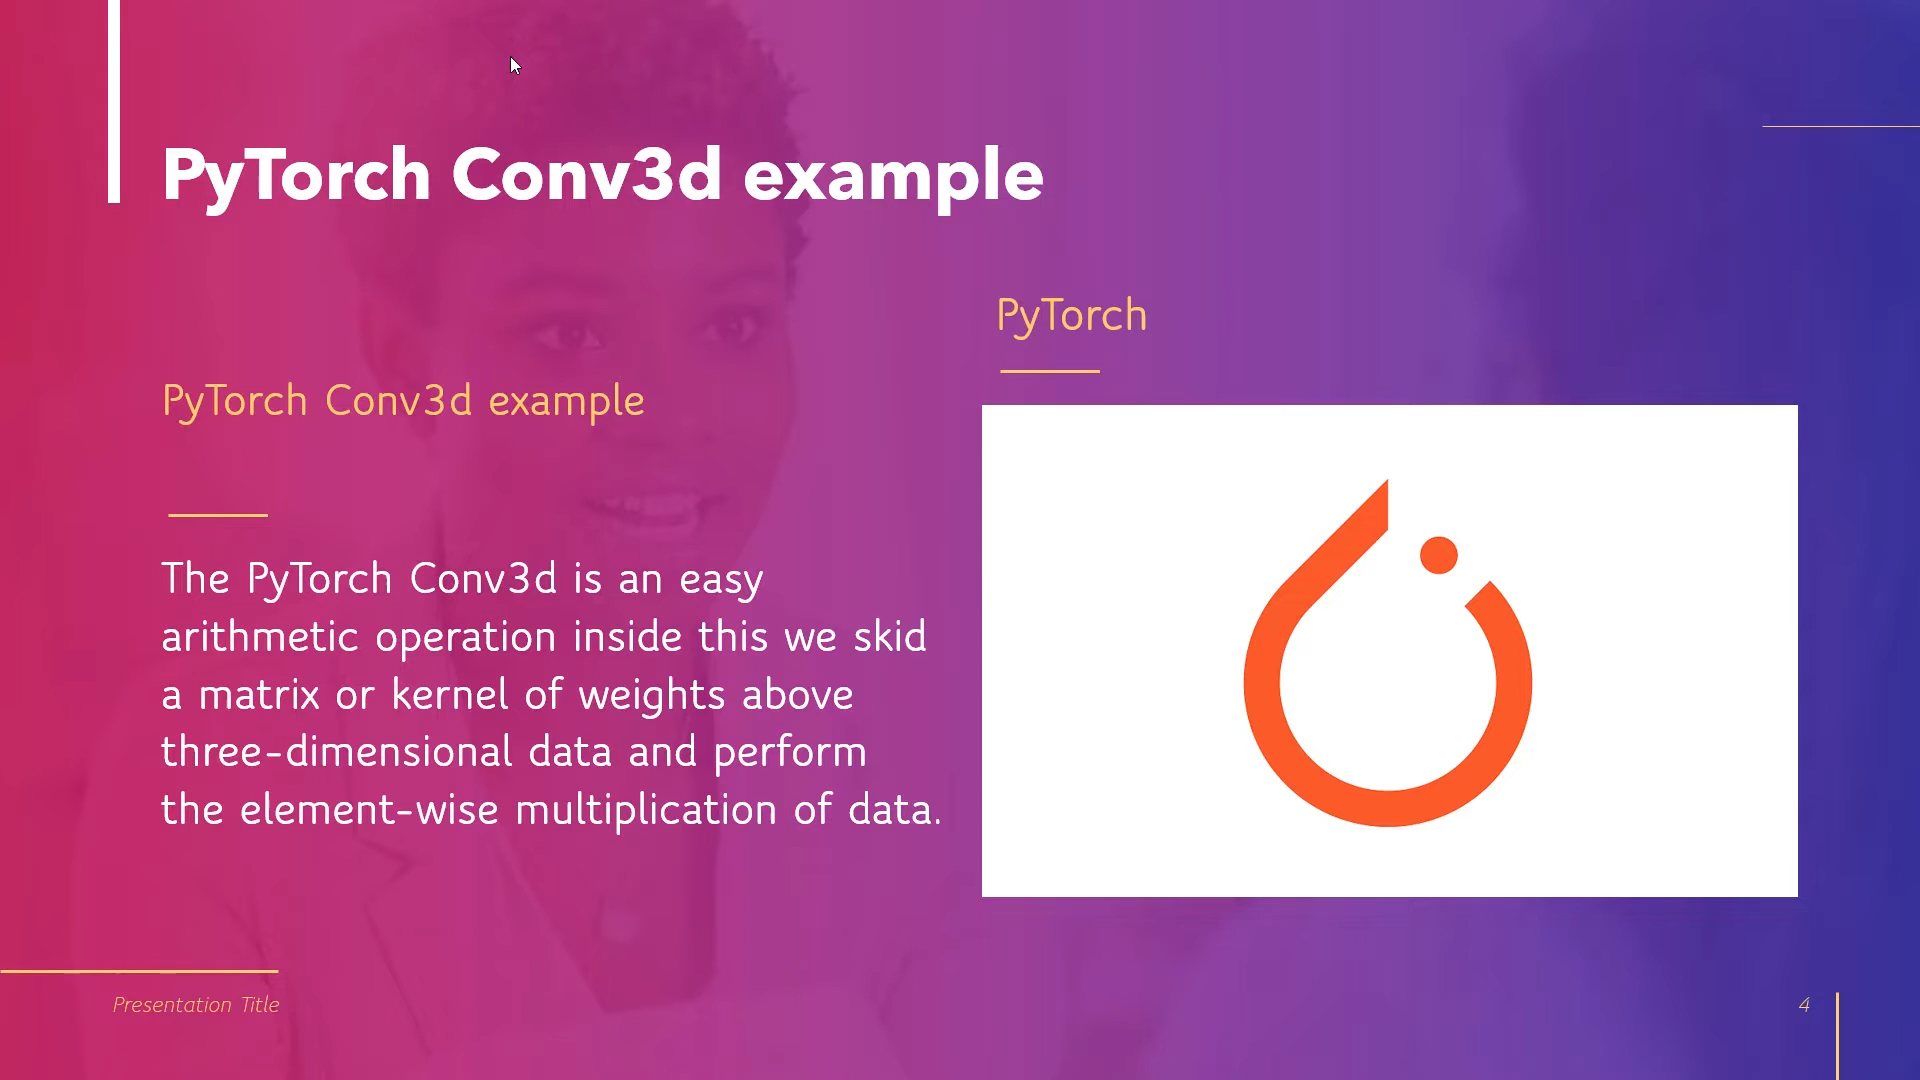 PyTorch Conv3d example
PyTorch Conv3d example
The PyTorch Conv3d is an easy
arithmetic operation inside this we skid
a matrix or kernel of weights above
three-dimensional data and perform
the element-wise multiplication of data.
PyTorch
Presentation Title
4